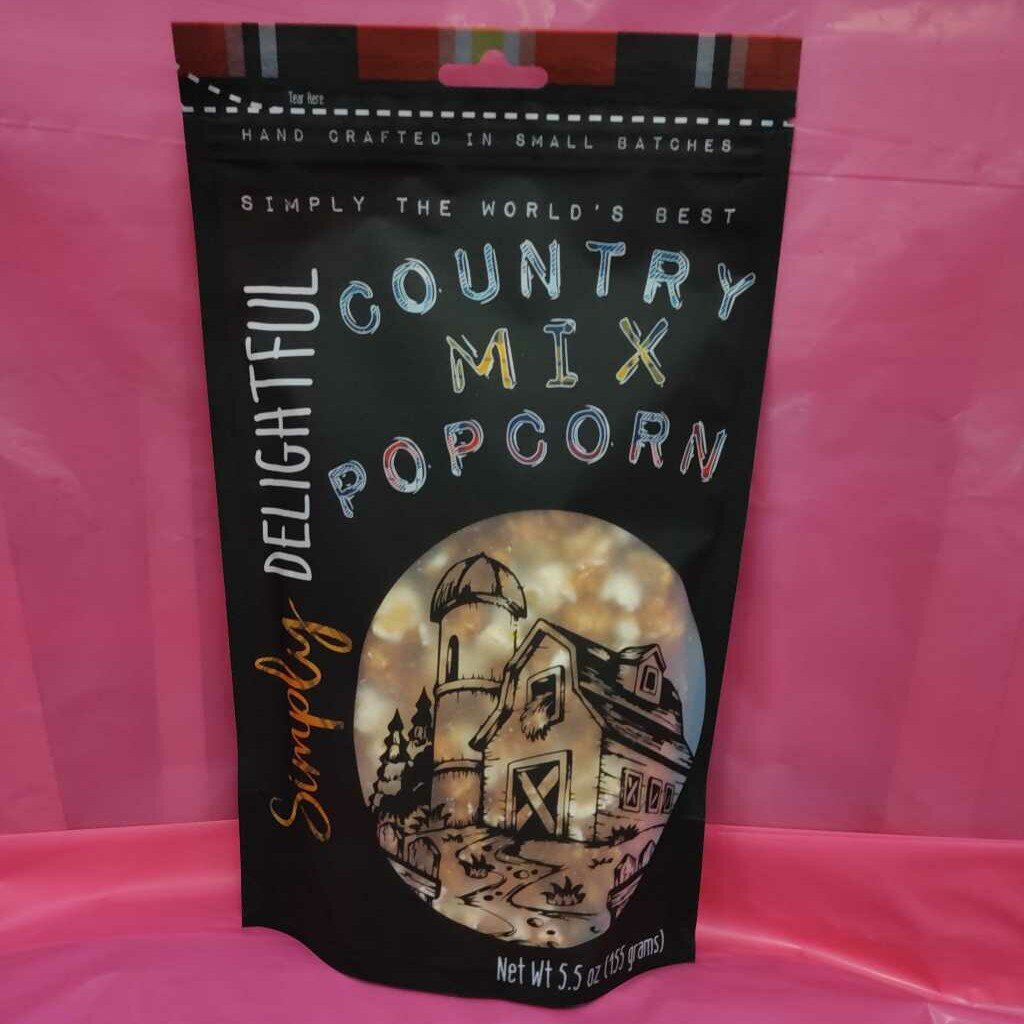 Tear Here
HAND CRAFTED IN SMALL BATCHES
SIMPLY THE WORLD'S BEST
COUNTRY
MIX
POPCORN
Simply DELIGHTFUL
Net Wt 5.5 oz (155 grams)